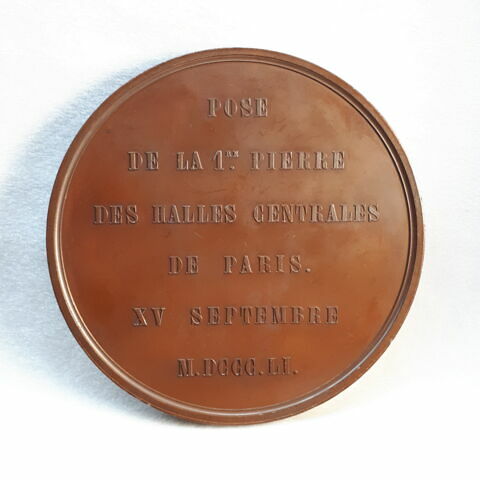 POSE
DE LA 1RE PIERRE
DES HALLES CENTRALES
DE PARIS.
XV SEPTEMBRE
M.DCCC.LI.